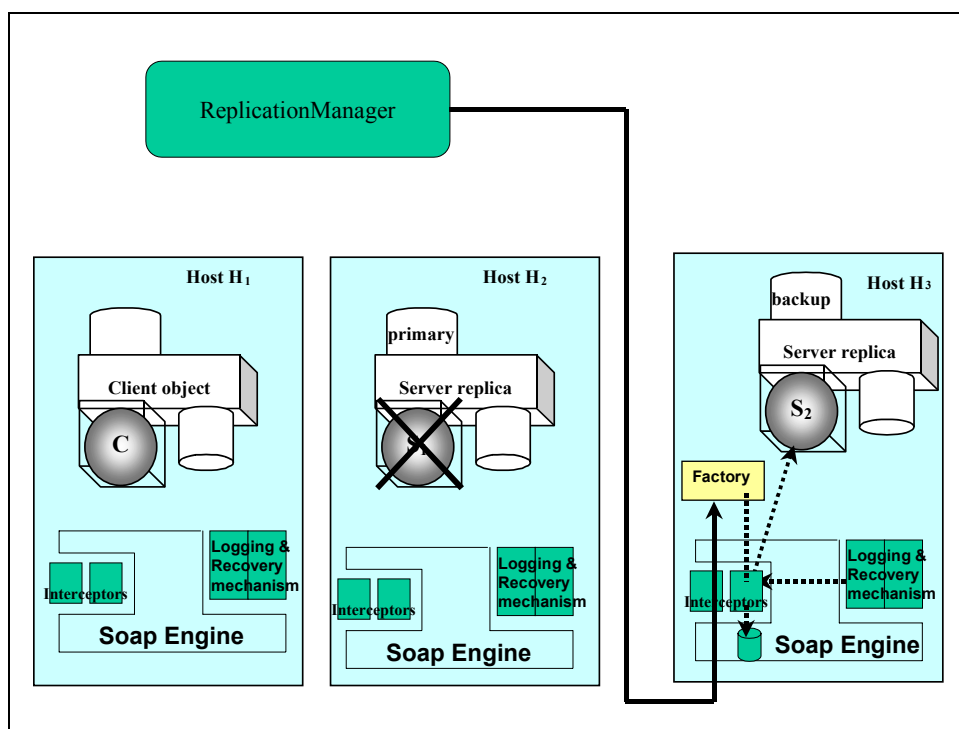 ReplicationManager
Host H1
primary
Client object
C
Logging &
Recovery
mechanism
Interceptors
Soap Engine
Host H2
Server replica
S1
Logging &
Recovery
mechanism
Interceptors
Soap Engine
Host H3
backup
Server replica
S2
Factory
Logging &
Recovery
mechanism
Interceptors
Soap Engine